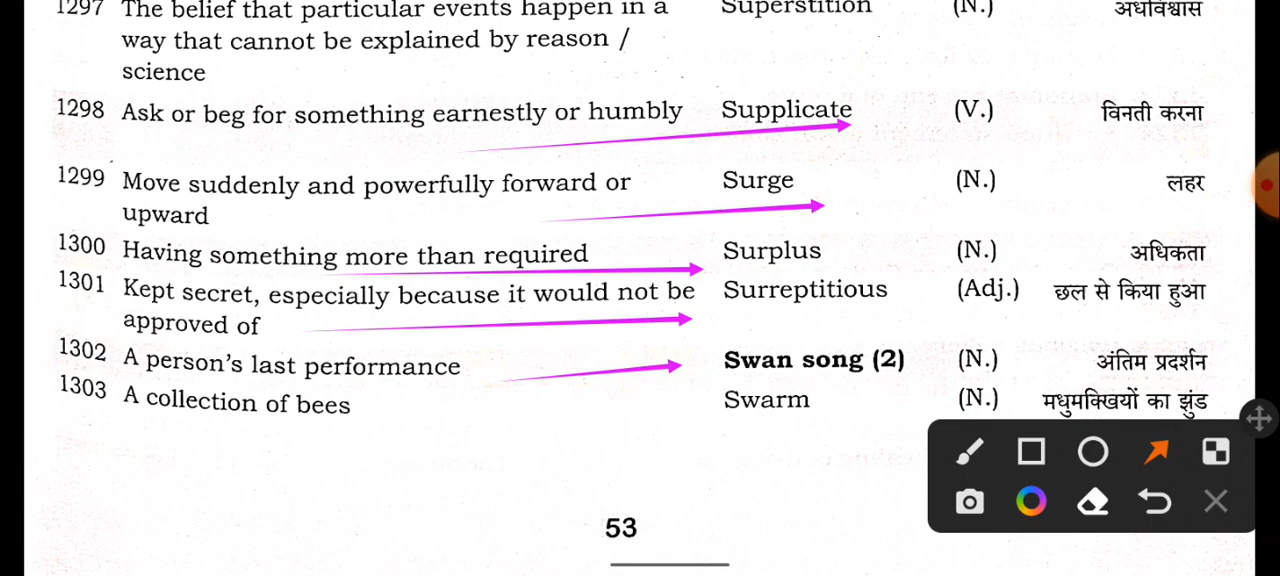 1297 The belief that particular events happen in a Superstition (N.) अंधविश्वास
way that cannot be explained by reason /
science
1298 Ask or beg for something earnestly or humbly Supplicate (V.) विनती करना
1299 Move suddenly and powerfully forward or Surge (N.) लहर
upward
1300 Having something more than required Surplus (N.) अधिकता
1301 Kept secret, especially because it would not be Surreptitious (Adj.) छल से किया हुआ
approved of
1302 A person's last performance Swan song (2) (N.) अंतिम प्रदर्शन
1303 A collection of bees Swarm (N.) मधुमक्खियों का झुंड
53